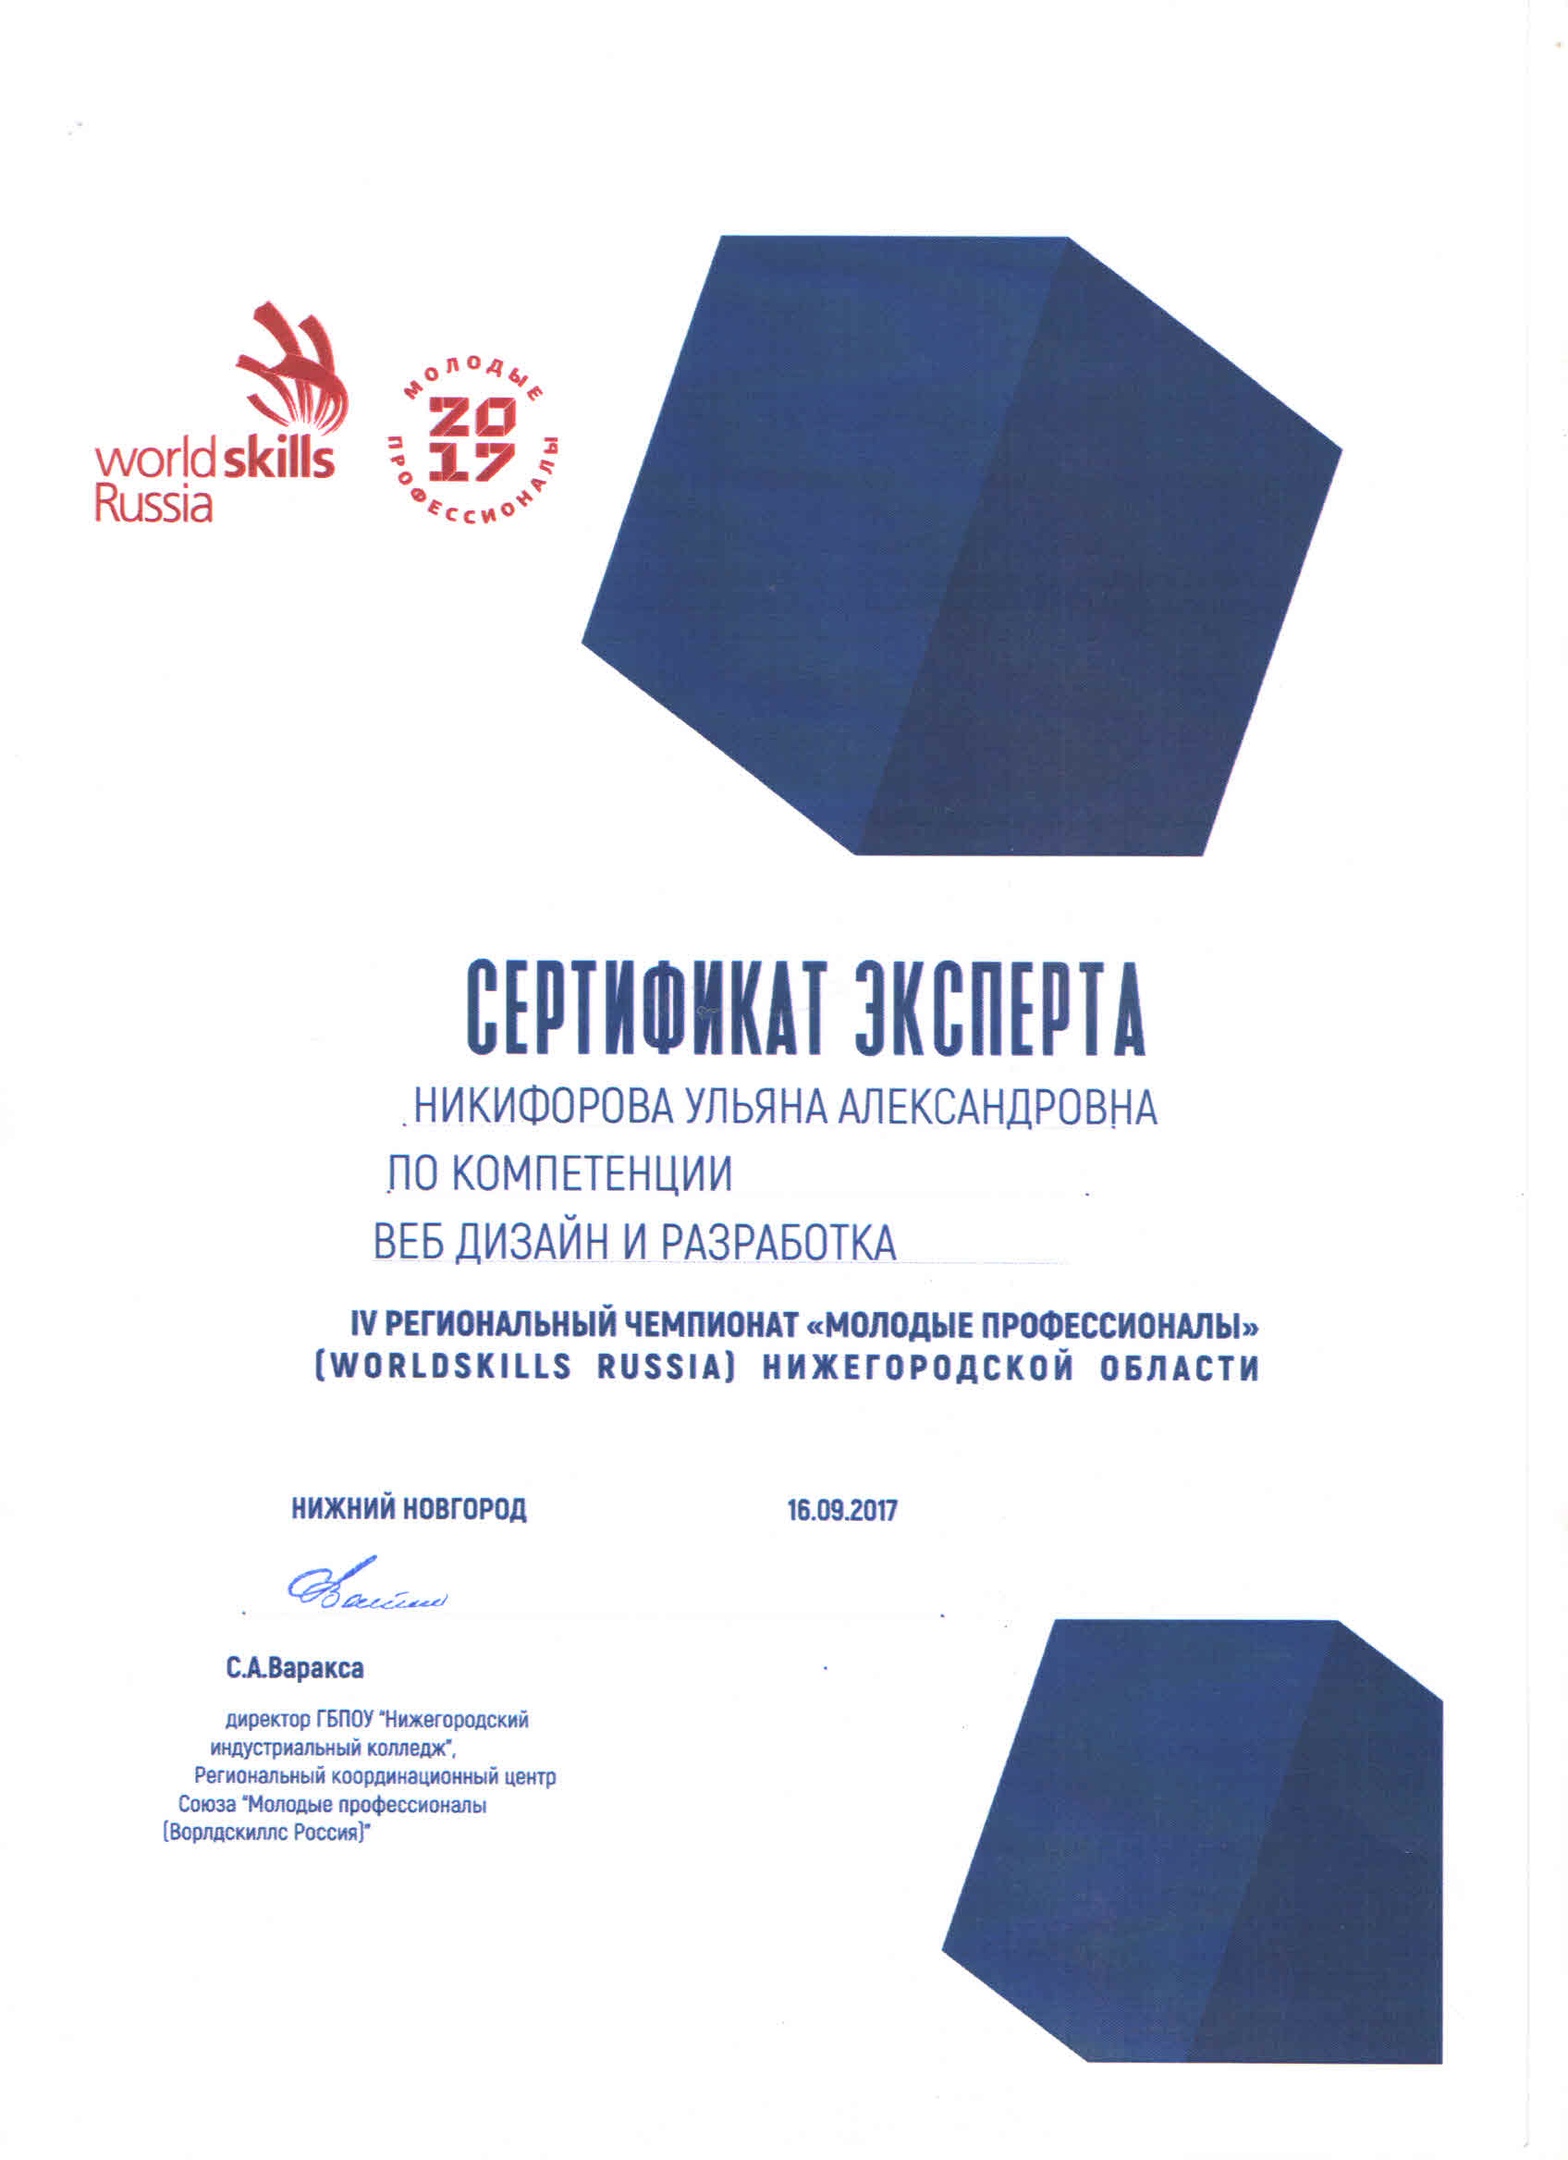 world skills
Russia
МОЛОДЫЕ
2017
ПРОФЕССИОНАЛЫ
СЕРТИФИКАТ ЭКСПЕРТА
НИКИФОРОВА УЛЬЯНА АЛЕКСАНДРОВНА
ПО КОМПЕТЕНЦИИ
ВЕБ ДИЗАЙН И РАЗРАБОТКА
IV РЕГИОНАЛЬНЫЙ ЧЕМПИОНАТ «МОЛОДЫЕ ПРОФЕССИОНАЛЫ»
(WORLDSKILLS RUSSIA) НИЖЕГОРОДСКОЙ ОБЛАСТИ
НИЖНИЙ НОВГОРОД 16.09.2017
С.А.Варакса
директор ГБПОУ "Нижегородский
индустриальный колледж",
Региональный координационный центр
Союза "Молодые профессионалы
(Ворлдскиллс Россия)"